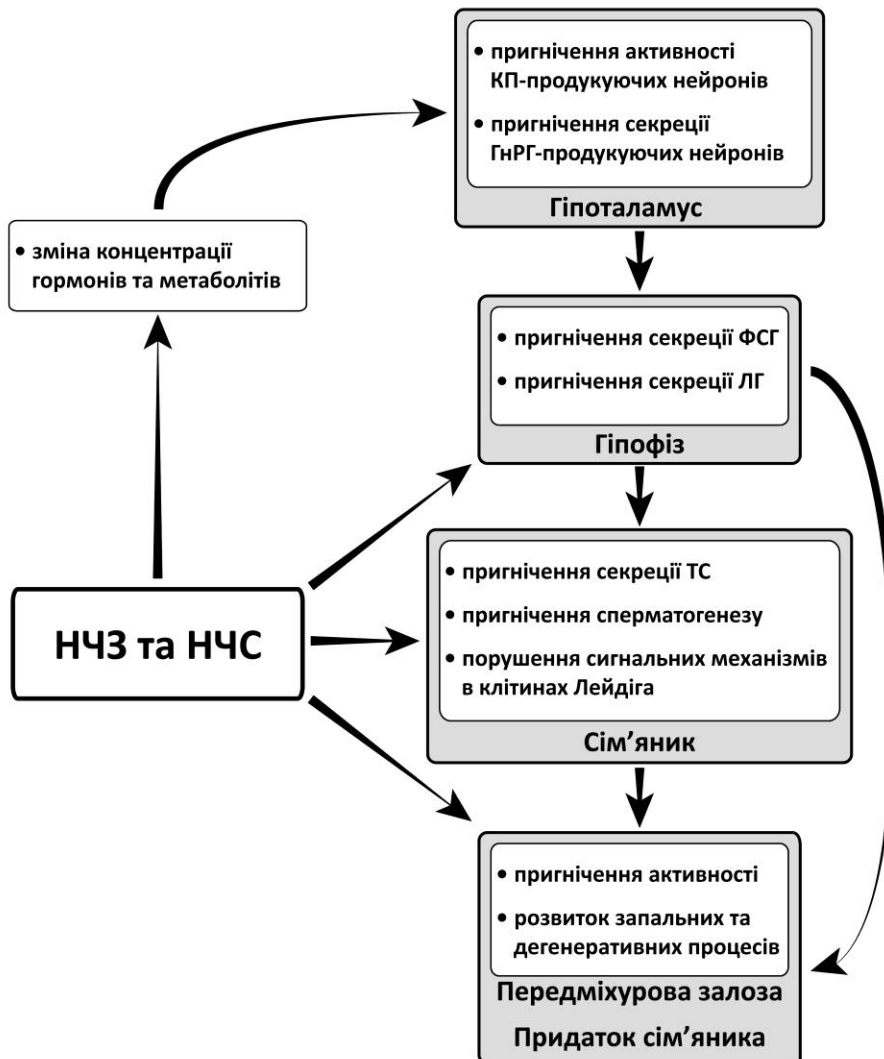 • пригнічення активності
КП-продукуючих нейронів
• пригнічення секреції
ГнРГ-продукуючих нейронів
Гіпоталамус
• зміна концентрації
гормонів та метаболітів
• пригнічення секреції ФСГ
• пригнічення секреції ЛГ
Гіпофіз
НЧЗ та НЧС
• пригнічення секреції ТС
• пригнічення сперматогенезу
• порушення сигнальних механізмів
в клітинах Лейдіга
Сім’яник
• пригнічення активності
• розвиток запальних та
дегенеративних процесів
Передміхурова залоза
Придаток сім’яника